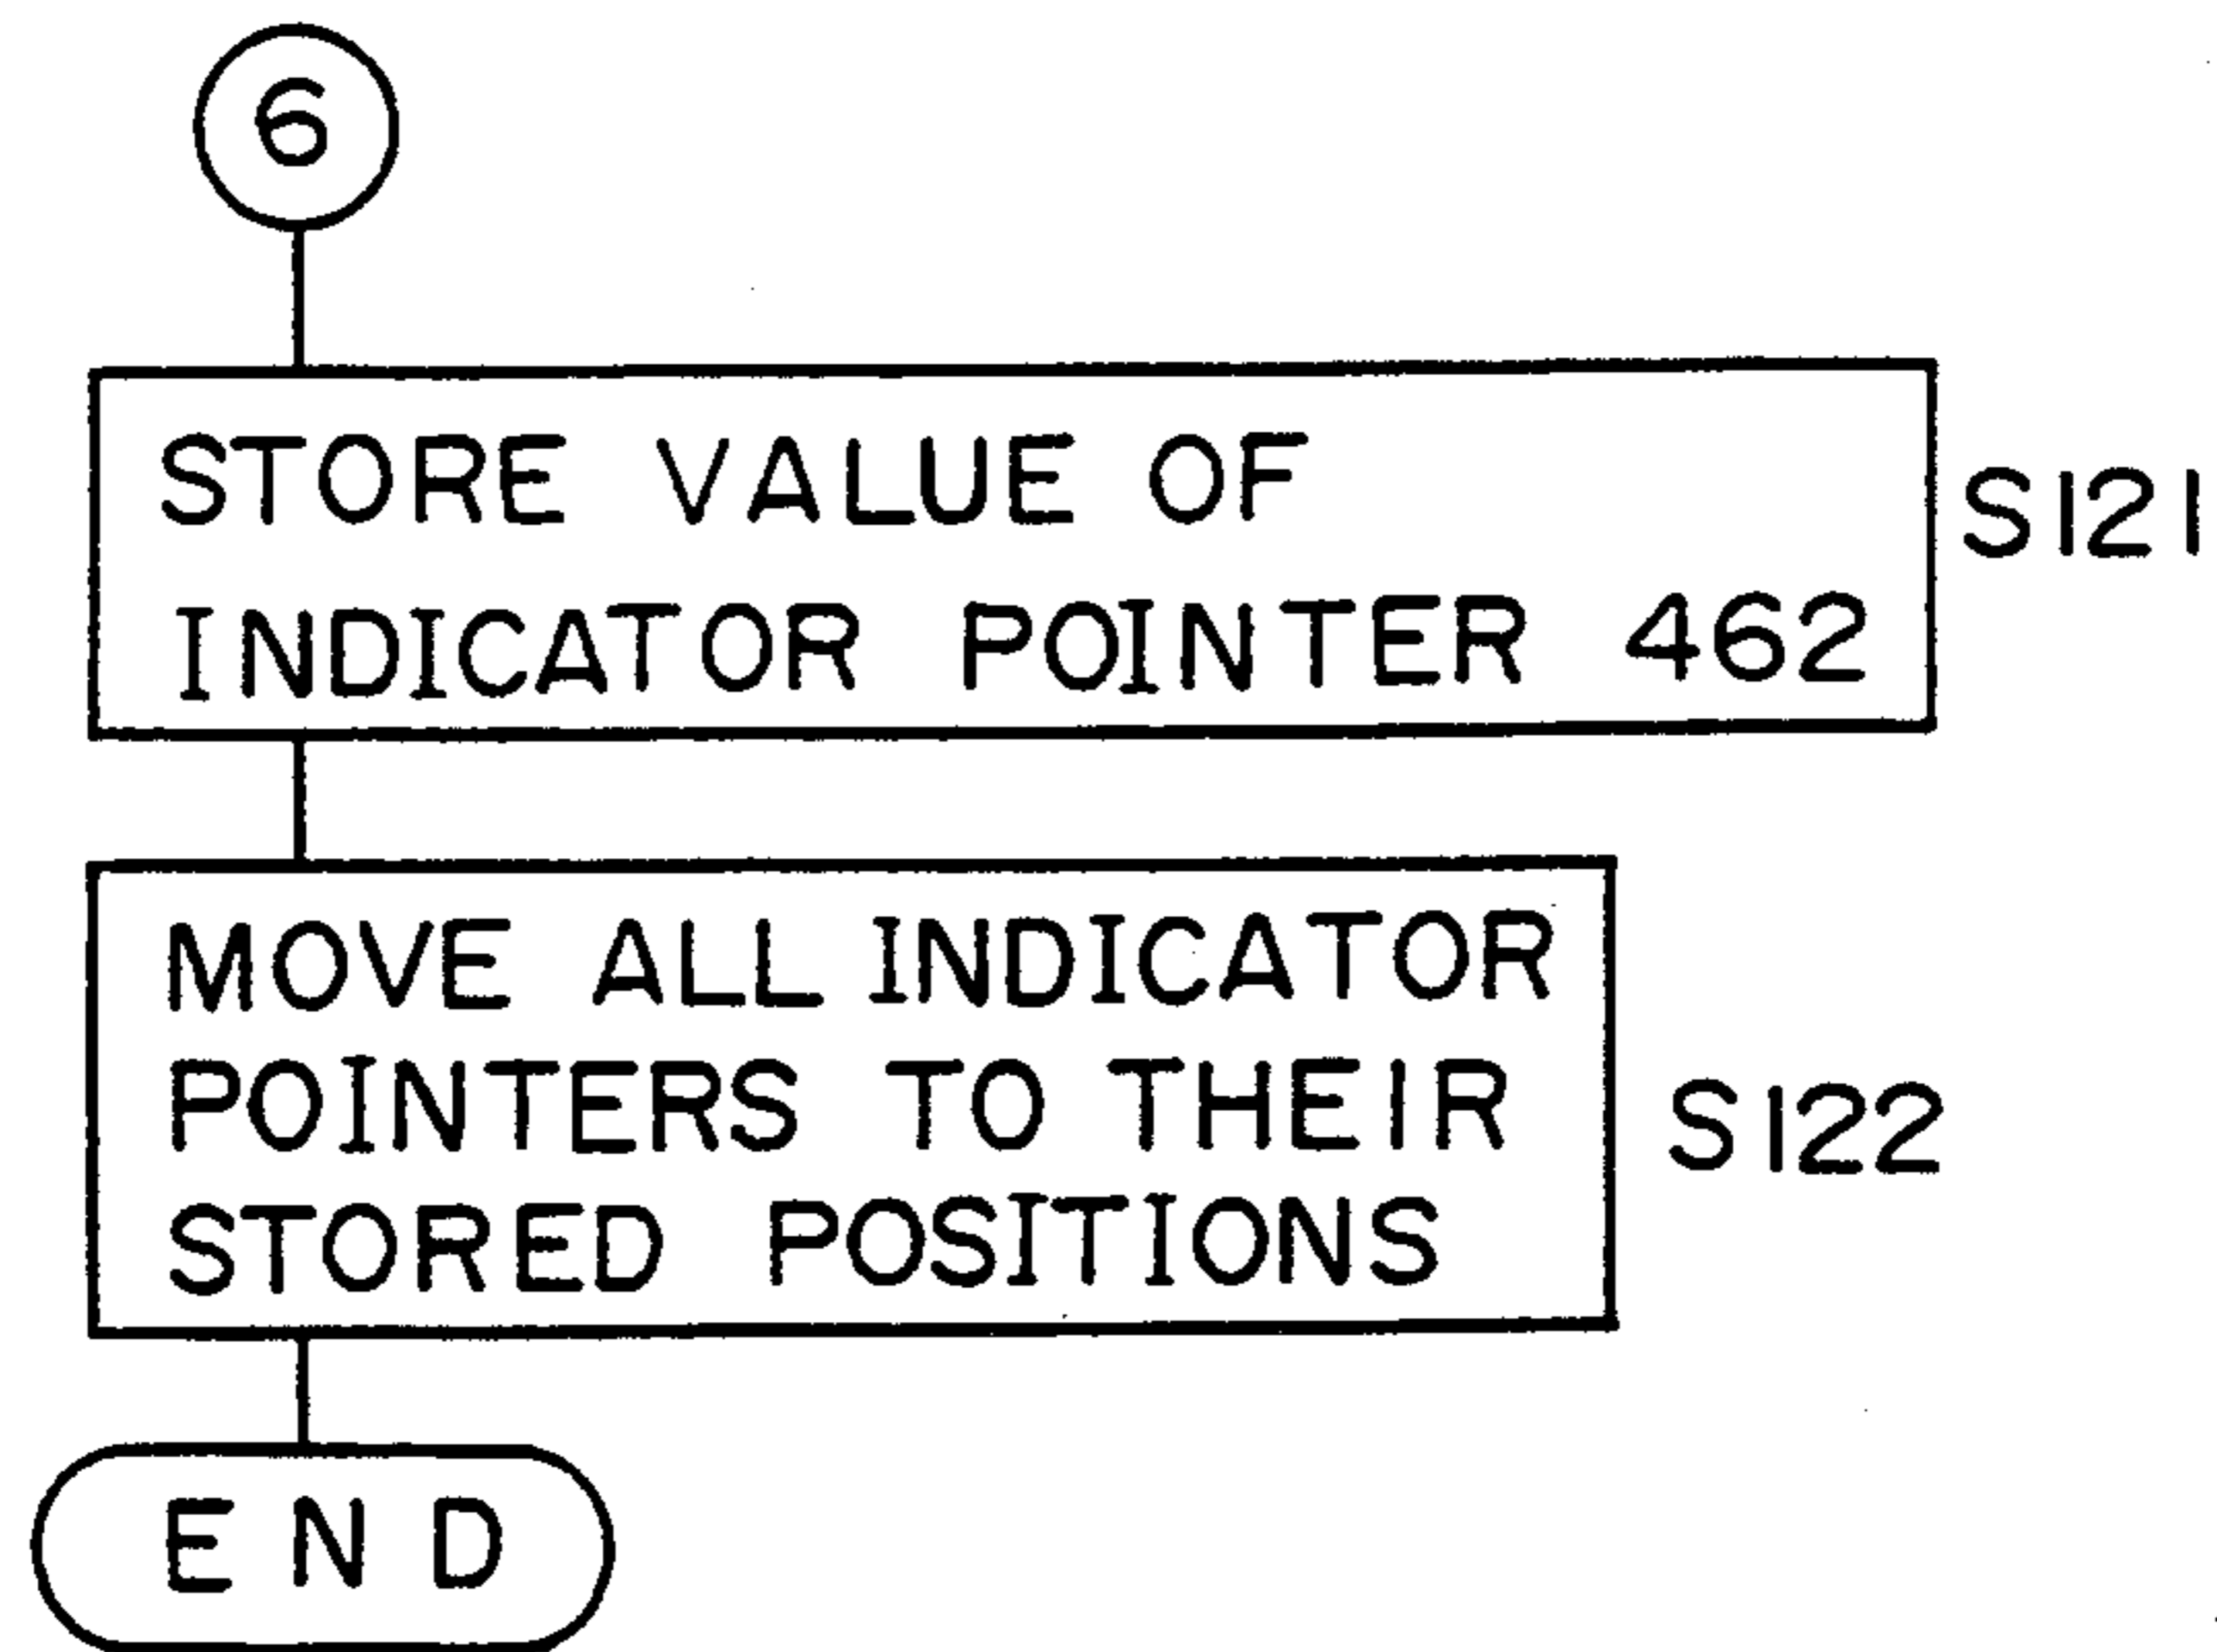 6
STORE VALUE OF
INDICATOR POINTER 462
S121
MOVE ALL INDICATOR
POINTERS TO THEIR
STORED POSITIONS
S122
END